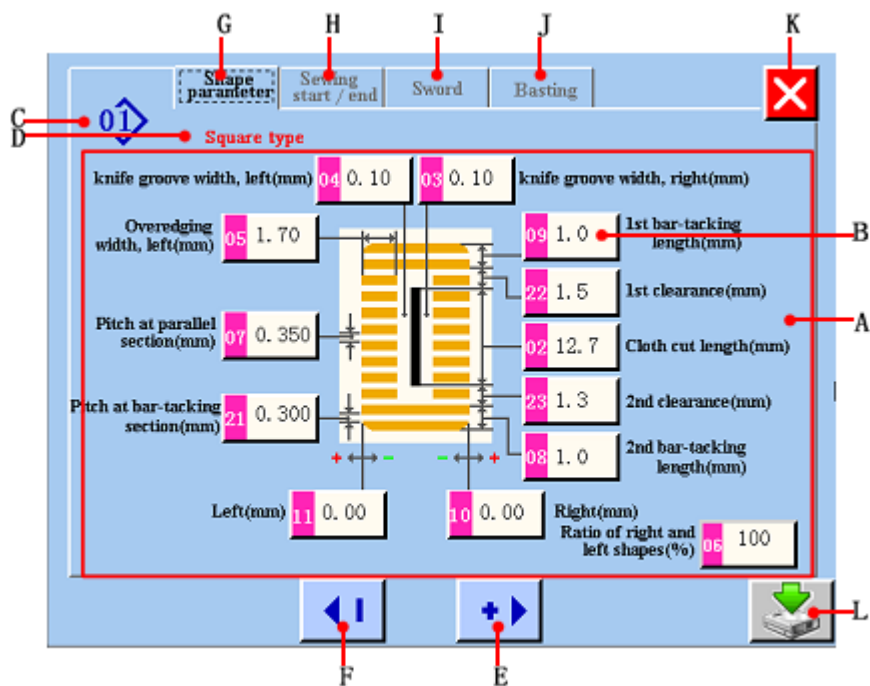 G H I J K
Shape
parameter
Sewing
start / end
Sword
Basting
C
01
D
Square type
knife groove width, left(mm) 04 0.10 03 0.10 knife groove width, right(mm)
Overedging
width, left(mm) 05 1.70
09 1.0 1st bar-tacking
length(mm)
B
22 1.5 1st clearance(mm)
A
Pitch at parallel
section(mm) 07 0.350
02 12.7 Cloth cut length(mm)
Pitch at bar-tacking
section(mm) 21 0.300
23 1.3 2nd clearance(mm)
08 1.0 2nd bar-tacking
length(mm)
+ - - +
Left(mm) 11 0.00 10 0.00 Right(mm)
Ratio of right and
left shapes(%) 06 100
+
L
F E